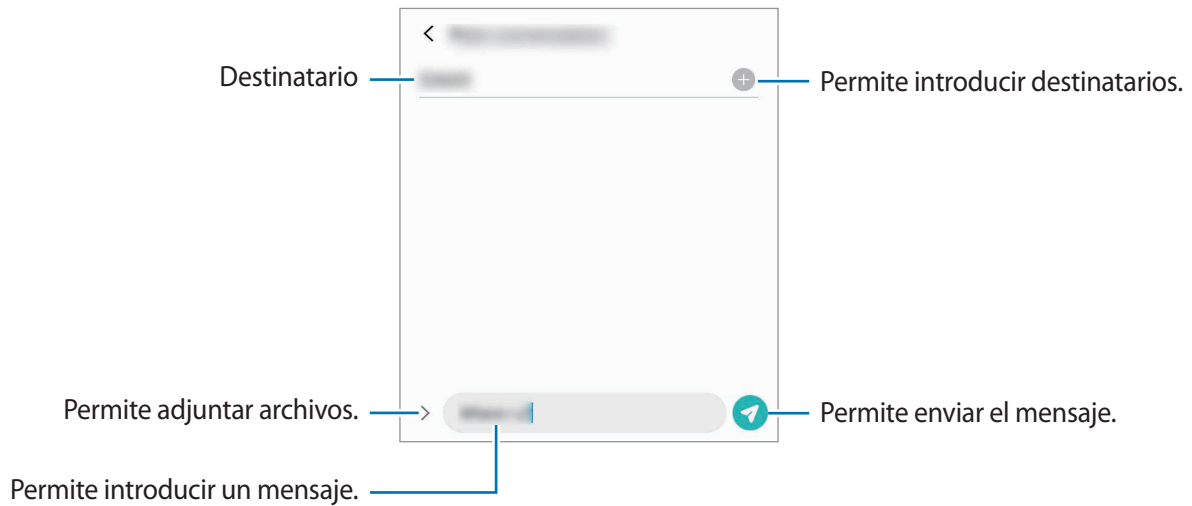 Destinatario
Permite introducir destinatarios.
Permite adjuntar archivos.
Permite enviar el mensaje.
Permite introducir un mensaje.